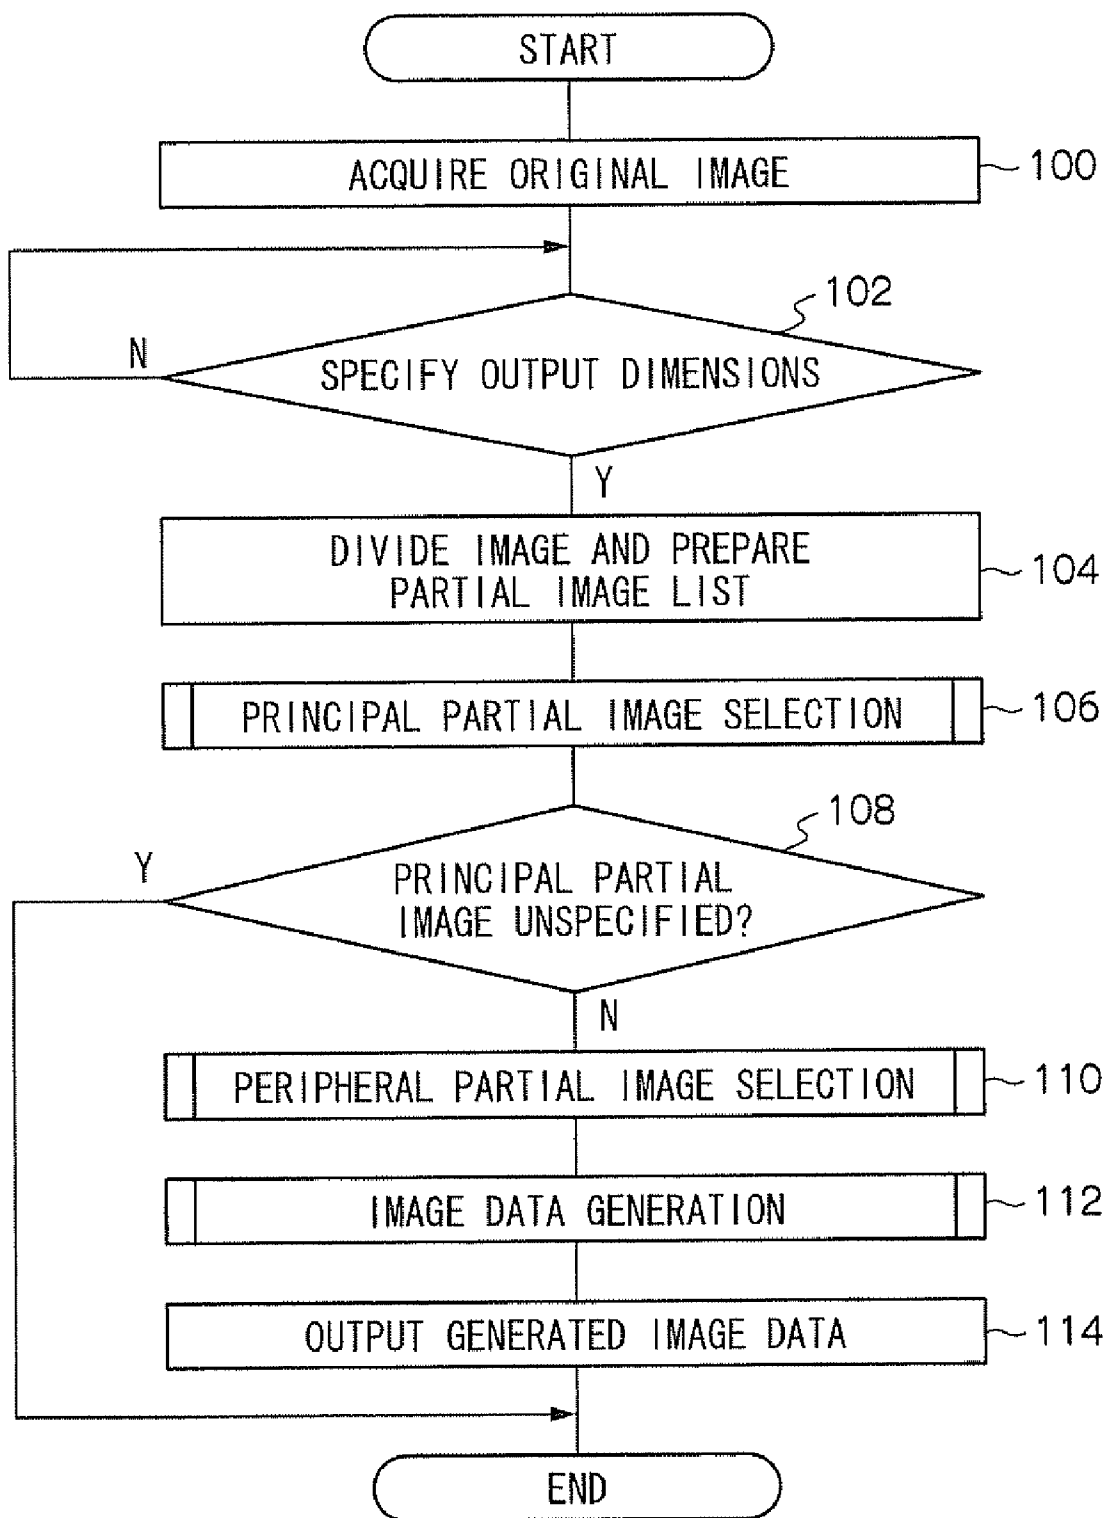 START
ACQUIRE ORIGINAL IMAGE
100
102
N
SPECIFY OUTPUT DIMENSIONS
Y
DIVIDE IMAGE AND PREPARE
PARTIAL IMAGE LIST
104
PRINCIPAL PARTIAL IMAGE SELECTION
106
108
Y
PRINCIPAL PARTIAL
IMAGE UNSPECIFIED?
N
PERIPHERAL PARTIAL IMAGE SELECTION
110
IMAGE DATA GENERATION
112
OUTPUT GENERATED IMAGE DATA
114
END